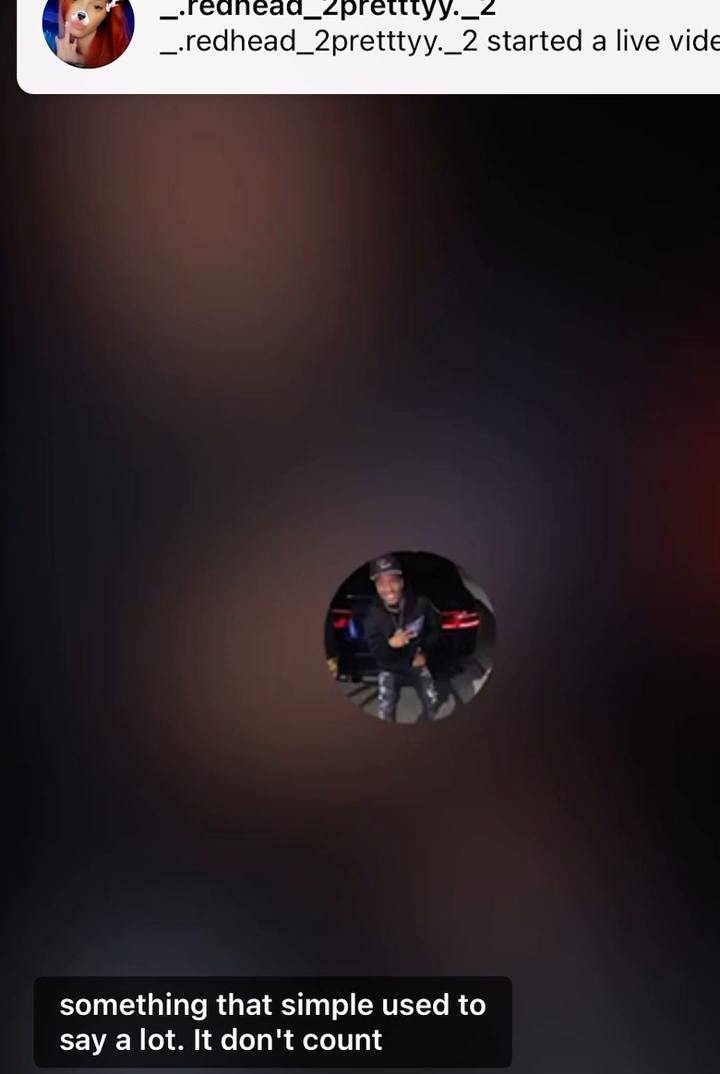 _.redhead_2pretttyy._2
_.redhead_2pretttyy._2 started a live vide
something that simple used to
say a lot. It don't count